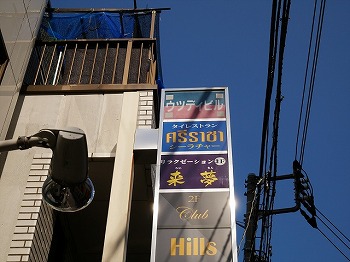 ウッディビル
タイレストラン
ศรีราชา
シーラチャー
リラクゼーション 1F
来夢
2F
Club
Hills